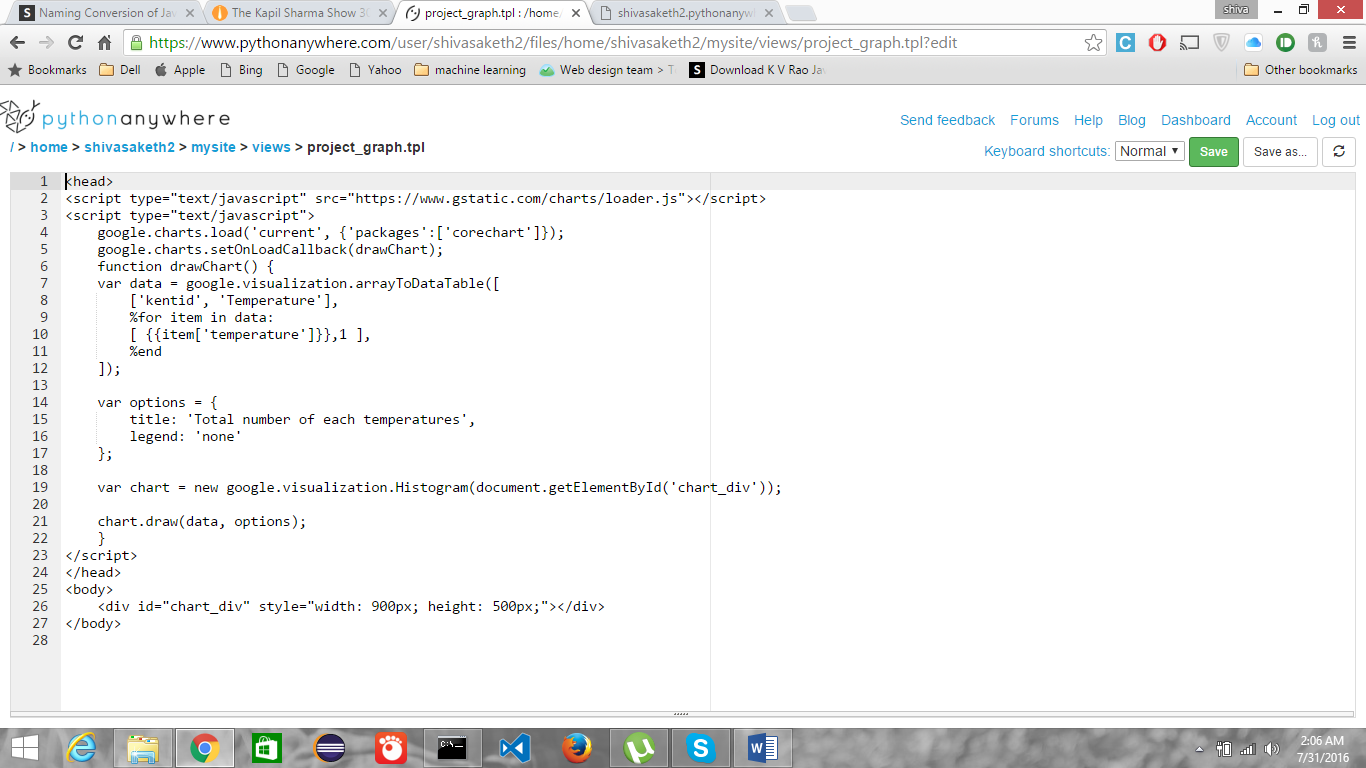 Naming Conversion of Ja
The Kapil Sharma Show 30
project_graph.tpl : /home/
shivasaketh2.pythonanyw
shiva
https://www.pythonanywhere.com/user/shivasaketh2/files/home/shivasaketh2/mysite/views/project_graph.tpl?edit
Bookmarks Dell Apple Bing Google Yahoo machine learning Web design team > T Download K V Rao Ja Other bookmarks
pythonanywhere
Send feedback Forums Help Blog Dashboard Account Log out
/ > home > shivasaketh2 > mysite > views > project_graph.tpl
Keyboard shortcuts: Normal Save Save as...
1 <head>
2 <script type="text/javascript" src="https://www.gstatic.com/charts/loader.js"></script>
3 <script type="text/javascript">
4 google.charts.load('current', {'packages':['corechart']});
5 google.charts.setOnLoadCallback(drawChart);
6 function drawChart() {
7 var data = google.visualization.arrayToDataTable([
8 ['kentid', 'Temperature'],
9 %for item in data:
10 [ {{item['temperature']}},1 ],
11 %end
12 ]);
13
14 var options = {
15 title: 'Total number of each temperatures',
16 legend: 'none'
17 };
18
19 var chart = new google.visualization.Histogram(document.getElementById('chart_div'));
20
21 chart.draw(data, options);
22 }
23 </script>
24 </head>
25 <body>
26 <div id="chart_div" style="width: 900px; height: 500px;"></div>
27 </body>
28
2:06 AM
7/31/2016